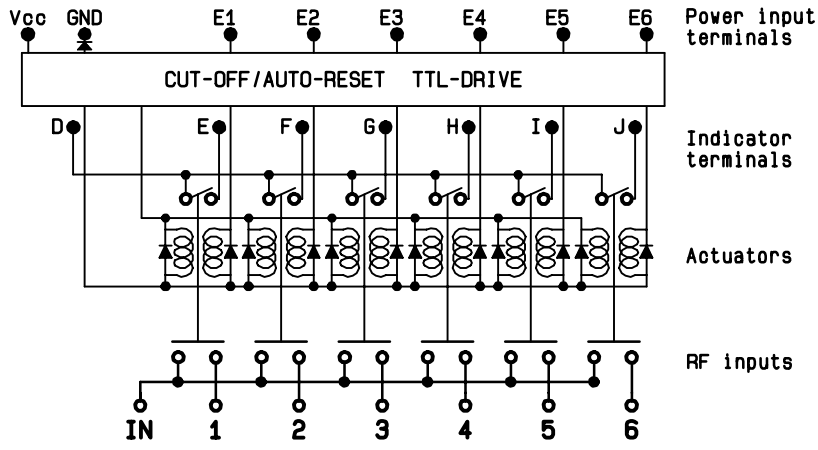 Vcc GND E1 E2 E3 E4 E5 E6 Power input
terminals
CUT-OFF/AUTO-RESET TTL-DRIVE
D E F G H I J
Indicator
terminals
Actuators
RF inputs
IN 1 2 3 4 5 6